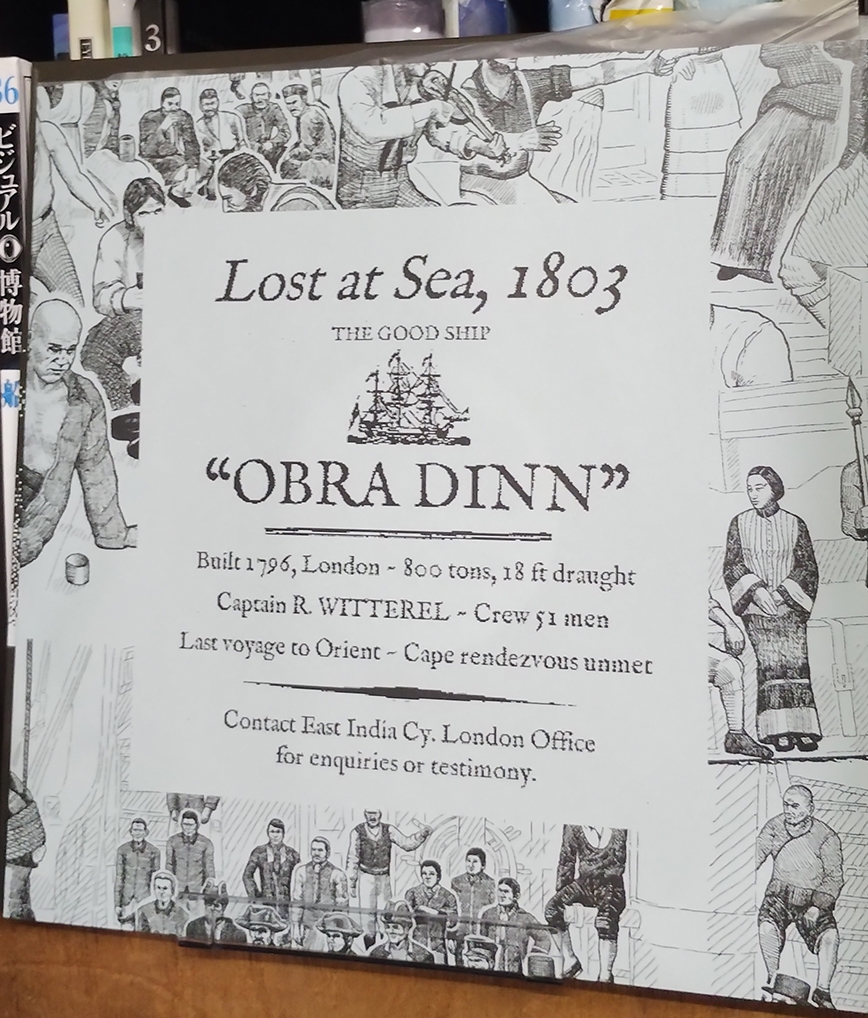 3
36
ビジュアル博物館
船
Lost at Sea, 1803
THE GOOD SHIP
“OBRA DINN”
Built 1796, London ~ 800 tons, 18 ft draught
Captain R. WITTEREL ~ Crew 51 men
Last voyage to Orient ~ Cape rendezvous unmet
Contact East India Cy. London Office
for enquiries or testimony.